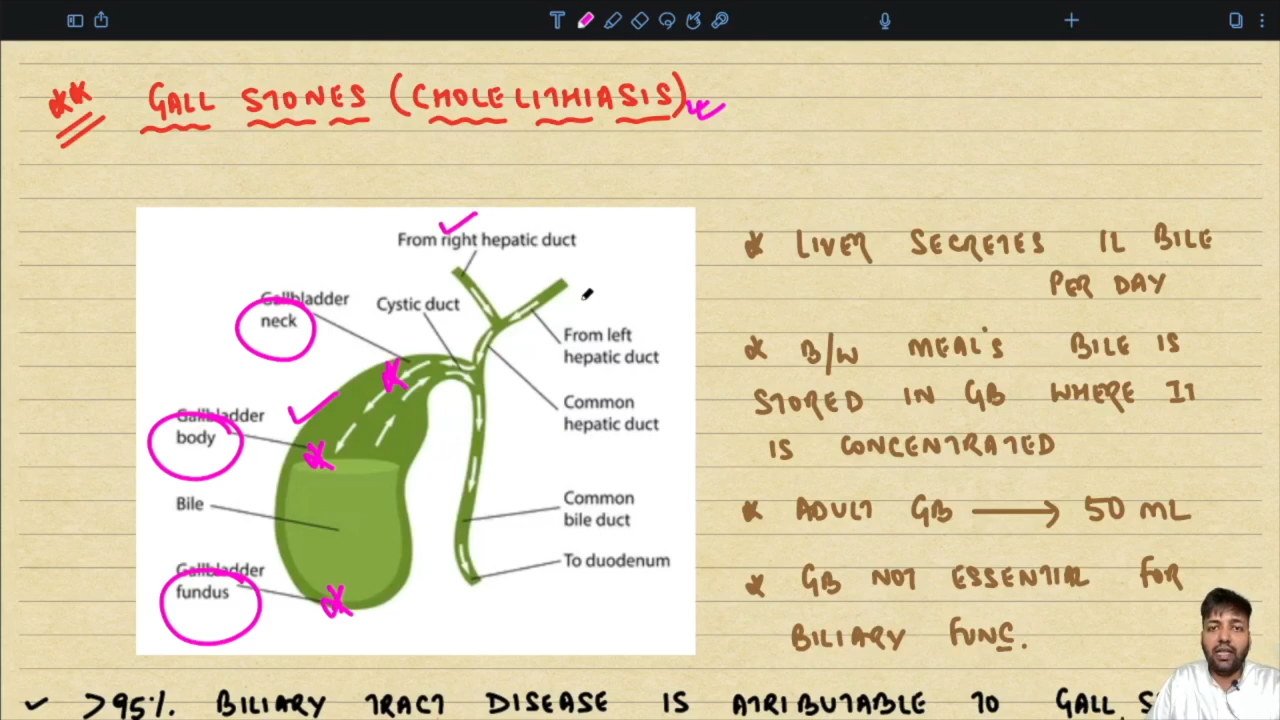 ** GALL STONES (CHOLELITHIASIS)
From right hepatic duct
Gallbladder
neck
Cystic duct
From left
hepatic duct
Gallbladder
body
Common
hepatic duct
Bile
Common
bile duct
Gallbladder
fundus
To duodenum
* LIVER SECRETES 1L BILE
PER DAY
* B/W MEAL'S BILE IS
STORED IN GB WHERE IT
IS CONCENTRATED
* ADULT GB → 50 ML
* GB NOT ESSENTIAL FOR
BILIARY FUNC.
✓ >95% BILIARY TRACT DISEASE IS ATRIBUTABLE TO GALL